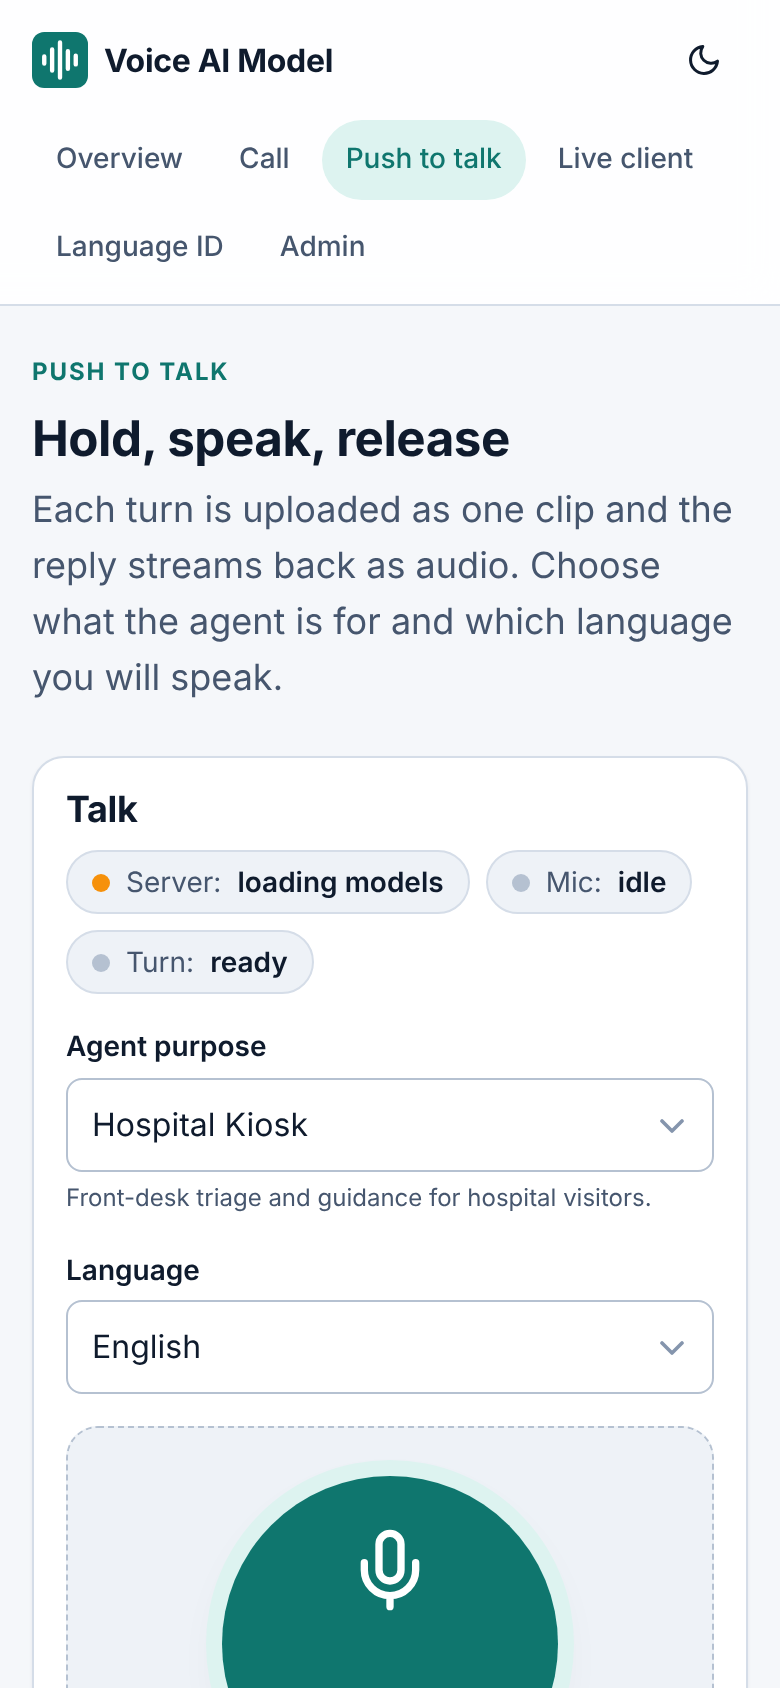 Voice AI Model
Overview Call Push to talk Live client
Language ID Admin
PUSH TO TALK
Hold, speak, release
Each turn is uploaded as one clip and the
reply streams back as audio. Choose
what the agent is for and which language
you will speak.
Talk
Server: loading models Mic: idle
Turn: ready
Agent purpose
Hospital Kiosk
Front-desk triage and guidance for hospital visitors.
Language
English